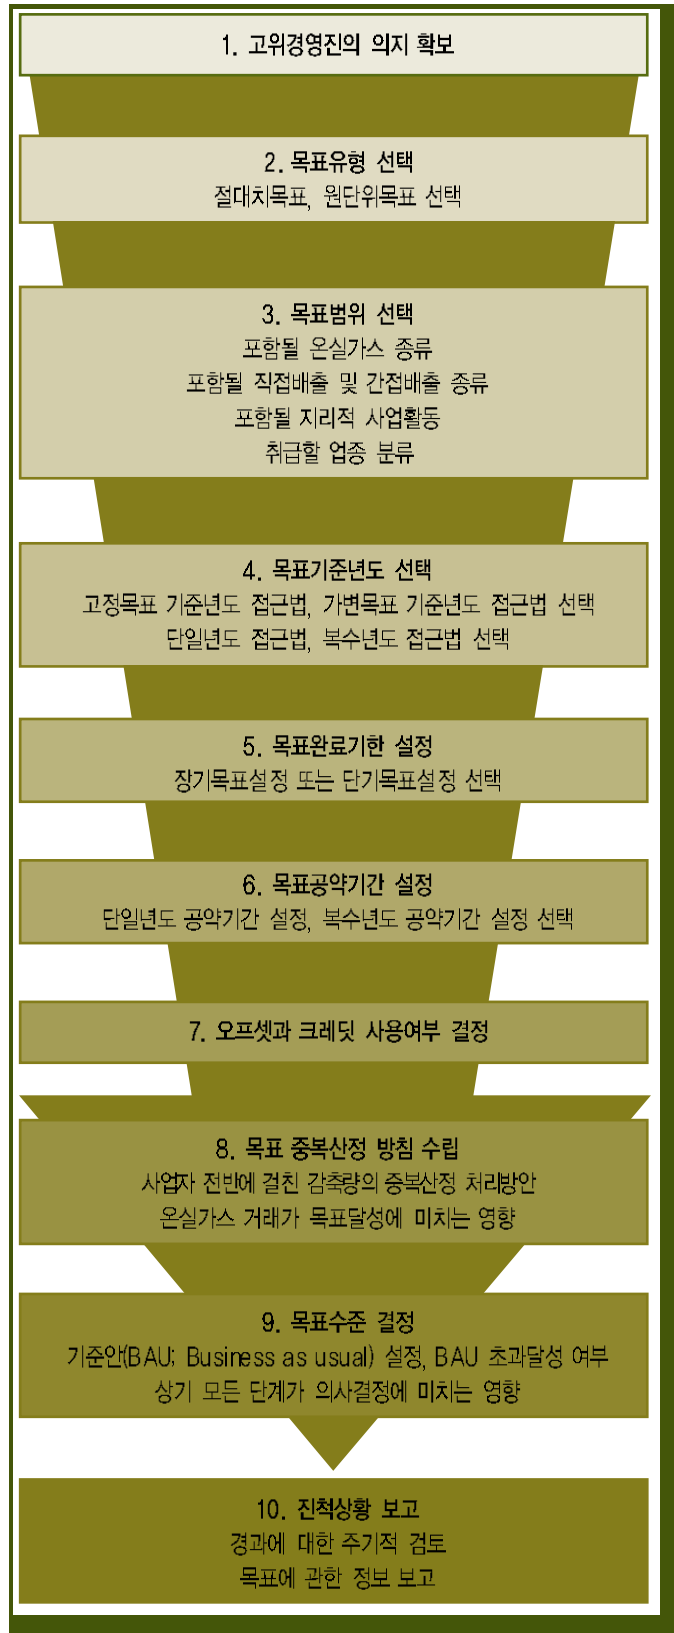 1. 고위경영진의 의지 확보
2. 목표유형 선택
절대치목표, 원단위목표 선택
3. 목표범위 선택
포함될 온실가스 종류
포함될 직접배출 및 간접배출 종류
포함될 지리적 사업활동
취급할 업종 분류
4. 목표기준년도 선택
고정목표 기준년도 접근법, 가변목표 기준년도 접근법 선택
단일년도 접근법, 복수년도 접근법 선택
5. 목표완료기한 설정
장기목표설정 또는 단기목표설정 선택
6. 목표공약기간 설정
단일년도 공약기간 설정, 복수년도 공약기간 설정 선택
7. 오프셋과 크레딧 사용여부 결정
8. 목표 중복산정 방침 수립
사업자 전반에 걸친 감축량의 중복산정 처리방안
온실가스 거래가 목표달성에 미치는 영향
9. 목표수준 결정
기준안(BAU; Business as usual) 설정, BAU 초과달성 여부
상기 모든 단계가 의사결정에 미치는 영향
10. 진척상황 보고
경과에 대한 주기적 검토
목표에 관한 정보 보고